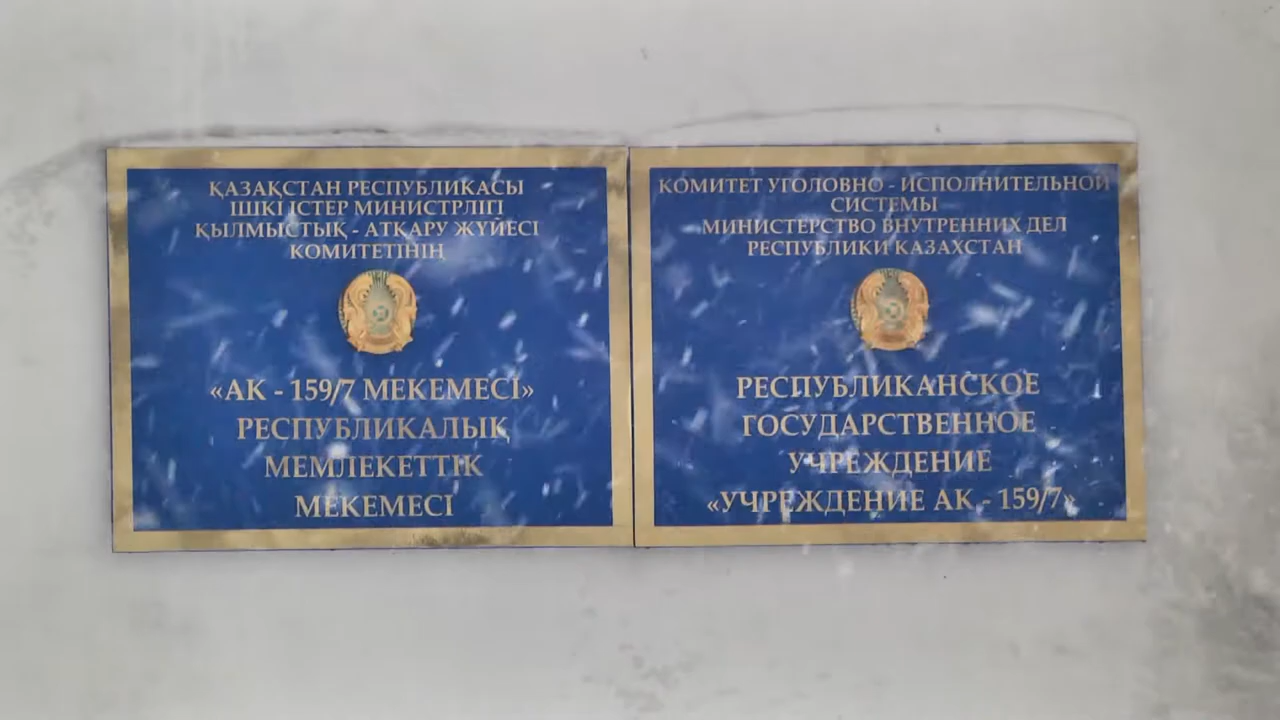 ҚАЗАҚСТАН РЕСПУБЛИКАСЫ
ІШКІ ІСТЕР МИНИСТРЛІГІ
ҚЫЛМЫСТЫҚ - АТҚАРУ ЖҮЙЕСІ
КОМИТЕТІНІҢ
«АК - 159/7 МЕКЕМЕСІ»
РЕСПУБЛИКАЛЫҚ
МЕМЛЕКЕТТІК
МЕКЕМЕСІ
КОМИТЕТ УГОЛОВНО - ИСПОЛНИТЕЛЬНОЙ
СИСТЕМЫ
МИНИСТЕРСТВО ВНУТРЕННИХ ДЕЛ
РЕСПУБЛИКИ КАЗАХСТАН
РЕСПУБЛИКАНСКОЕ
ГОСУДАРСТВЕННОЕ
УЧРЕЖДЕНИЕ
«УЧРЕЖДЕНИЕ АК - 159/7»